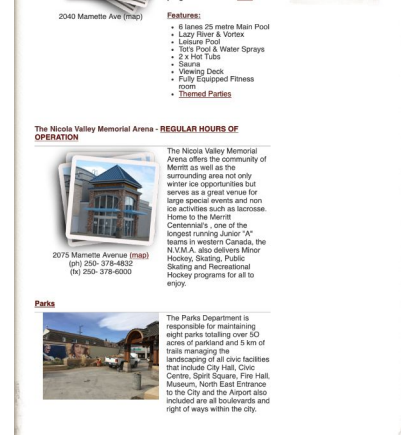 2040 Mamette Ave (map)
Features:
6 lanes 25 metre Main Pool
Lazy River & Vortex
Leisure Pool
Tot's Pool & Water Sprays
2 x Hot Tubs
Sauna
Viewing Deck
Fully Equipped Fitness
room
Themed Parties
The Nicola Valley Memorial Arena - REGULAR HOURS OF
OPERATION
The Nicola Valley Memorial
Arena offers the community of
Merritt as well as the
surrounding area not only
winter ice opportunities but
serves as a great venue for
large special events and non
ice activities such as lacrosse.
Home to the Merritt
Centennial's , one of the
longest running Junior "A"
teams in western Canada, the
N.V.M.A. also delivers Minor
Hockey, Skating, Public
Skating and Recreational
Hockey programs for all to
enjoy.
2075 Mamette Avenue (map)
(ph) 250- 378-4832
(fx) 250- 378-6000
Parks
The Parks Department is
responsible for maintaining
eight parks totalling over 50
acres of parkland and 5 km of
trails managing the
landscaping of all civic facilities
that include City Hall, Civic
Centre, Spirit Square, Fire Hall,
Museum, North East Entrance
to the City and the Airport also
included are all boulevards and
right of ways within the city.